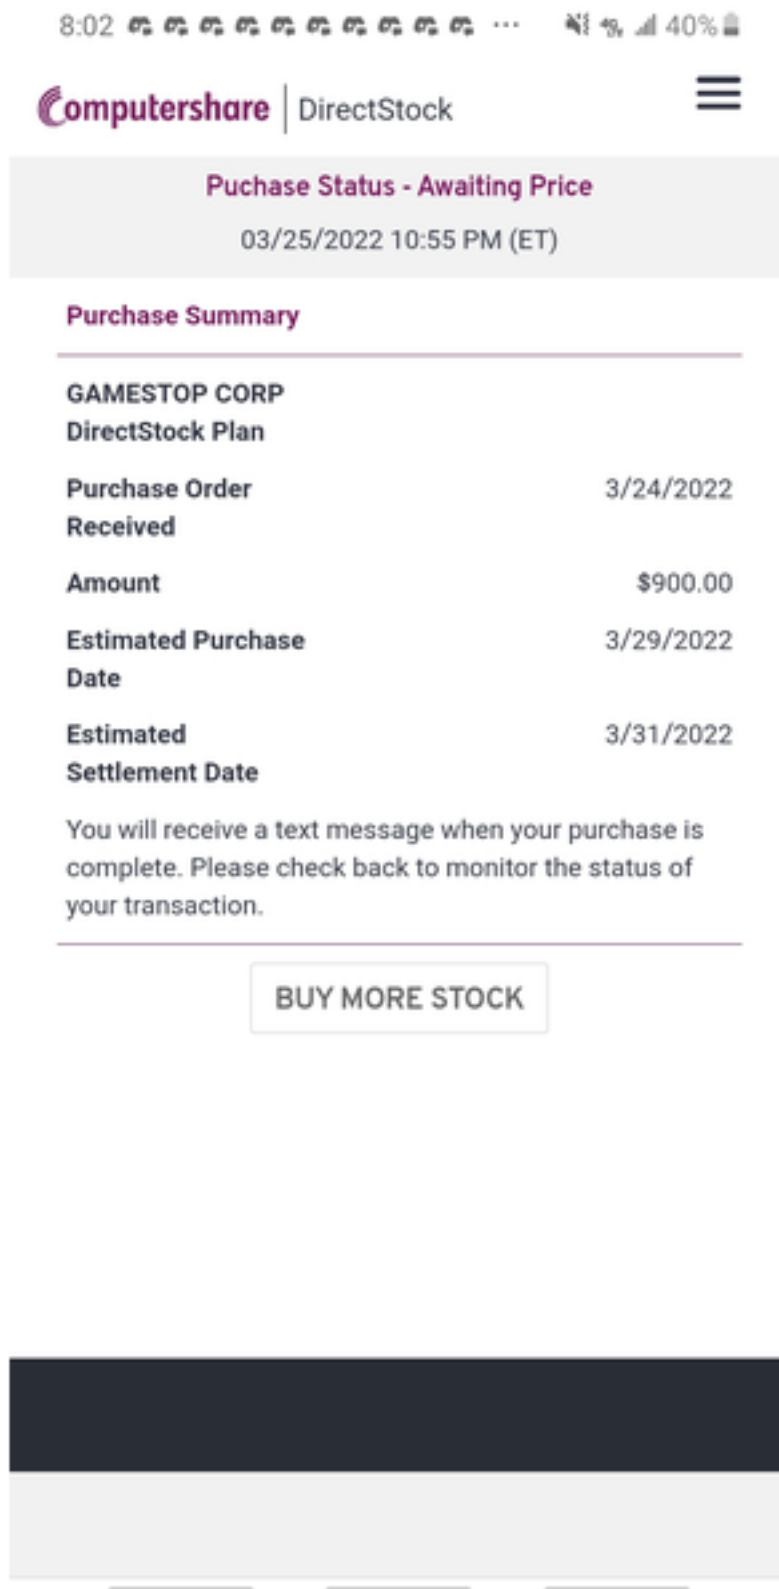 8:02 ... 4G 40%
Computershare | DirectStock
Puchase Status - Awaiting Price
03/25/2022 10:55 PM (ET)
Purchase Summary
GAMESTOP CORP
DirectStock Plan
Purchase Order 3/24/2022
Received
Amount $900.00
Estimated Purchase 3/29/2022
Date
Estimated 3/31/2022
Settlement Date
You will receive a text message when your purchase is
complete. Please check back to monitor the status of
your transaction.
BUY MORE STOCK